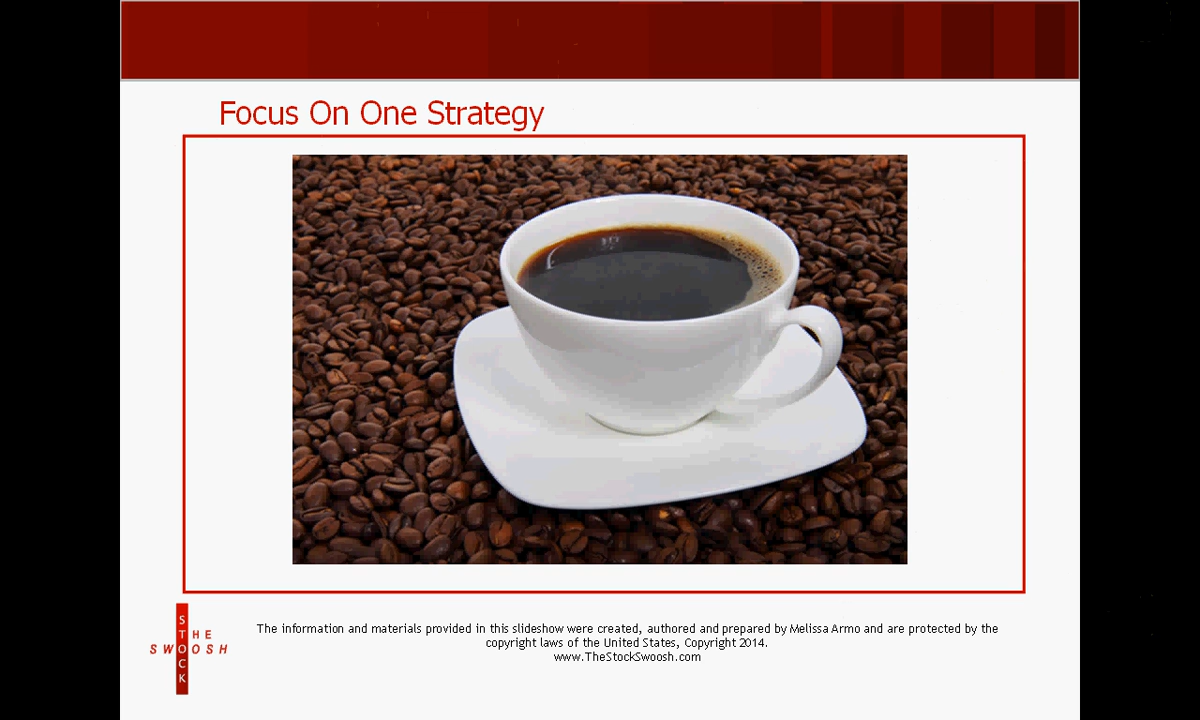 Focus On One Strategy
The information and materials provided in this slideshow were created, authored and prepared by Melissa Armo and are protected by the
copyright laws of the United States, Copyright 2014.
www.TheStockSwoosh.com
THE
STOCK
SWOOSH